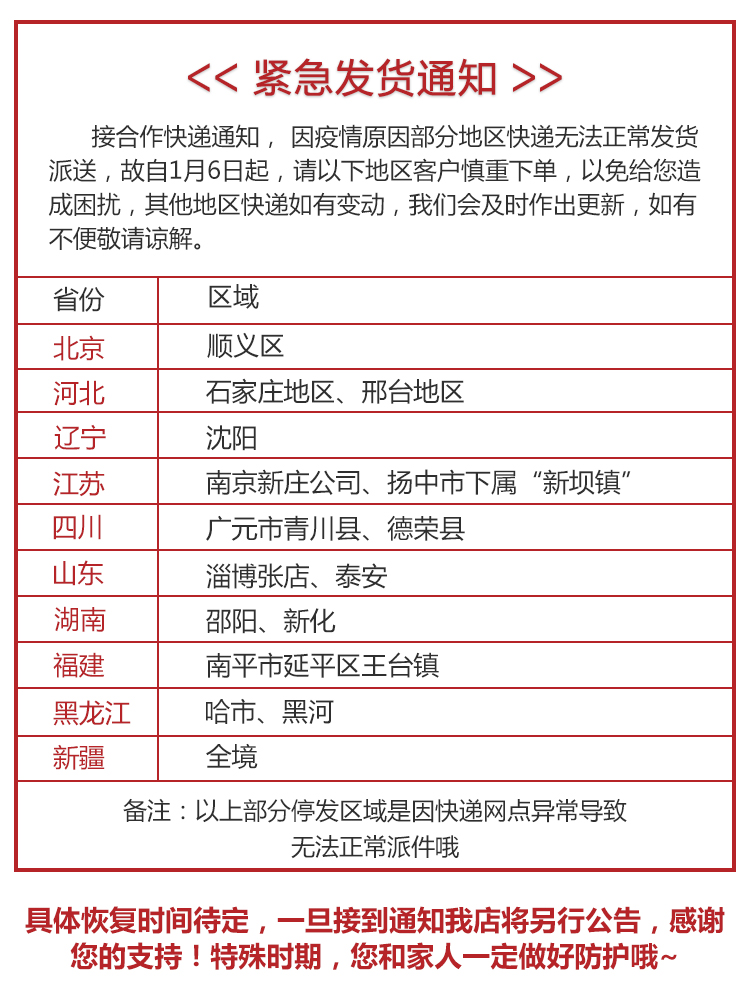 << 紧急发货通知 >>
接合作快递通知， 因疫情原因部分地区快递无法正常发货
派送，故自1月6日起，请以下地区客户慎重下单，以免给您造
成困扰，其他地区快递如有变动，我们会及时作出更新，如有
不便敬请谅解。
省份 区域
北京 顺义区
河北 石家庄地区、邢台地区
辽宁 沈阳
江苏 南京新庄公司、扬中市下属“新坝镇”
四川 广元市青川县、德荣县
山东 淄博张店、泰安
湖南 邵阳、新化
福建 南平市延平区王台镇
黑龙江 哈市、黑河
新疆 全境
备注：以上部分停发区域是因快递网点异常导致
无法正常派件哦
具体恢复时间待定，一旦接到通知我店将另行公告，感谢
您的支持！特殊时期，您和家人一定做好防护哦~